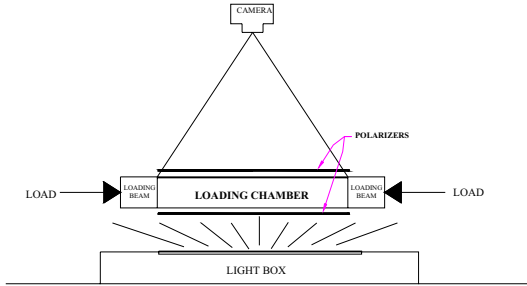 CAMERA
POLARIZERS
LOAD
LOADING
BEAM
LOADING CHAMBER
LOADING
BEAM
LOAD
LIGHT BOX